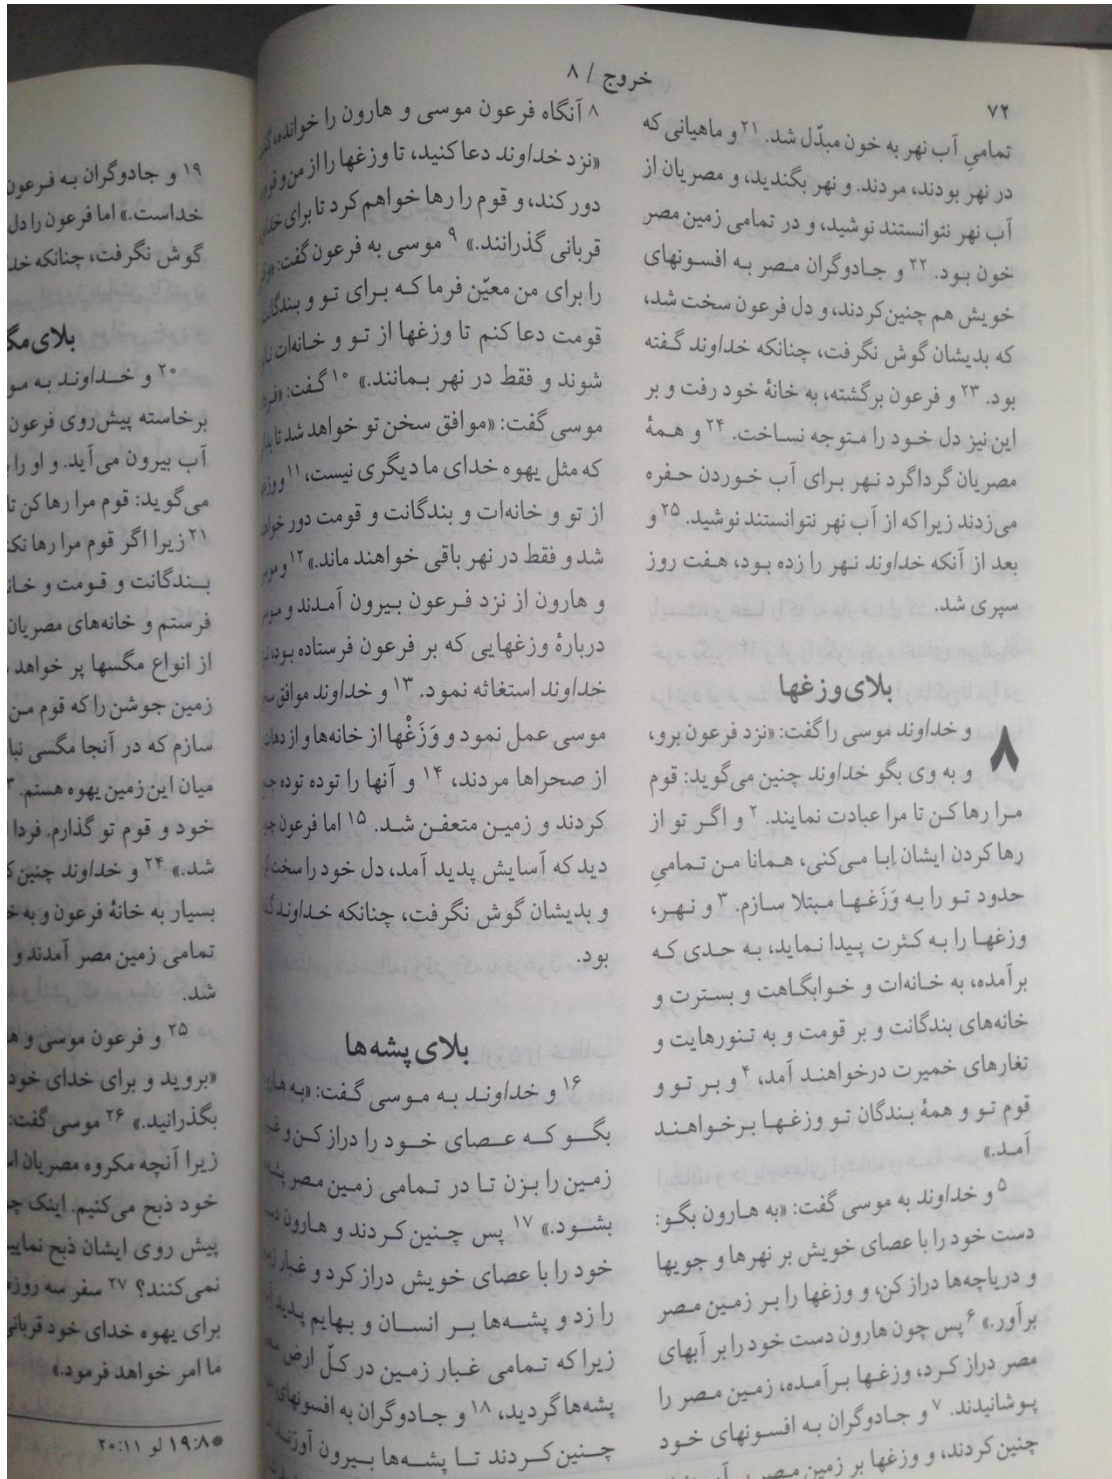 خروج / ۸
۷۲
تمامیِ آب نهر به خون مبدّل شد. ۲۱ و ماهیانی که
در نهر بودند، مردند. و نهر بگندید، و مصریان از
آب نهر نتوانستند نوشید، و در تمامی زمین مصر
خون بود. ۲۲ و جادوگران مصر به افسونهای
خویش هم چنین کردند، و دل فرعون سخت شد،
که بدیشان گوش نگرفت، چنانکه خداوند گفته
بود. ۲۳ و فرعون برگشته، به خانهٔ خود رفت و بر
این نیز دل خود را متوجه نساخت. ۲۴ و همهٔ
مصریان گرداگرد نهر برای آب خوردن حفره
می‌زدند زیرا که از آب نهر نتوانستند نوشید. ۲۵ و
بعد از آنکه خداوند نهر را زده بود، هفت روز
سپری شد.
بلای وزغها
۸ و خداوند موسی را گفت: «نزد فرعون برو،
و به وی بگو خداوند چنین می‌گوید: قوم
مرا رها کن تا مرا عبادت نمایند. ۲ و اگر تو از
رها کردن ایشان اِبا می‌کنی، همانا من تمامیِ
حدود تو را به وَزَغها مبتلا سازم. ۳ و نهر،
وزغها را به کثرت پیدا نماید، به حدی که
برآمده، به خانه‌ات و خوابگاهت و بسترت و
خانه‌های بندگانت و بر قومت و به تنورهایت و
تغارهای خمیرت درخواهند آمد، ۴ و بر تو و
قوم تو و همهٔ بندگان تو وزغها برخواهند
آمد.»
۵ و خداوند به موسی گفت: «به هارون بگو:
دست خود را با عصای خویش بر نهرها و جویها
و دریاچه‌ها دراز کن، و وزغها را بر زمین مصر
برآور.» ۶ پس چون هارون دست خود را بر آبهای
مصر دراز کرد، وزغها برآمده، زمین مصر را
پوشانیدند. ۷ و جادوگران به افسونهای خود
چنین کردند، و وزغها بر زمین مصر
۸ آنگاه فرعون موسی و هارون را خوانده،
«نزد خداوند دعا کنید، تا وزغها را از من و قوم
دور کند، و قوم را رها خواهم کرد تا برای
قربانی گذرانند.» ۹ موسی به فرعون گفت:
را برای من معیّن فرما که برای تو و
قومت دعا کنم تا وزغها از تو و خانه‌ات
شوند و فقط در نهر بمانند.» ۱۰ گفت:
موسی گفت: «موافق سخن تو خواهد شد تا
که مثل یهوه خدای ما دیگری نیست، ۱۱
از تو و خانه‌ات و بندگانت و قومت دور
شد و فقط در نهر باقی خواهند ماند.» ۱۲
و هارون از نزد فرعون بیرون آمدند و
دربارهٔ وزغهایی که بر فرعون فرستاده بود،
خداوند استغاثه نمود. ۱۳ و خداوند موافق
موسی عمل نمود و وَزَغْها از خانه‌ها و از
از صحراها مردند، ۱۴ و آنها را توده توده
کردند و زمین متعفن شد. ۱۵ اما فرعون
دید که آسایش پدید آمد، دل خود را سخت
و بدیشان گوش نگرفت، چنانکه خداوند
بود.
بلای پشه‌ها
۱۶ و خداوند به موسی گفت: «به
بگو که عصای خود را دراز کن و
زمین را بزن تا در تمامی زمین مصر
بشود.» ۱۷ پس چنین کردند و هارون
خود را با عصای خویش دراز کرد و غبار
را زد و پشه‌ها بر انسان و بهایم پدید
زیرا که تمامی غبار زمین در کلّ ارض
پشه‌ها گردید، ۱۸ و جادوگران به افسونهای
چنین کردند تا پشه‌ها بیرون
۱۹ و جادوگران به فرعون
خداست.» اما فرعون را دل
گوش نگرفت، چنانکه
بلای
۲۰ و خداوند به
برخاسته پیش روی فرعون
آب بیرون می‌آید. و او را
می‌گوید: قوم مرا رها کن تا
۲۱ زیرا اگر قوم مرا رها
بندگانت و قومت و
فرستم و خانه‌های مصریان
از انواع مگسها پر خواهد
زمین جوشن را که قوم من
سازم که در آنجا مگسی
میان این زمین یهوه هستم.
خود و قوم تو گذارم. فردا
شد.» ۲۴ و خداوند چنین
بسیار به خانهٔ فرعون و به
تمامی زمین مصر آمدند و
شد.
۲۵ و فرعون موسی و
«بروید و برای خدای خود
بگذرانید.» ۲۶ موسی گفت:
زیرا آنچه مکروه مصریان
خود ذبح می‌کنیم. اینک
پیش روی ایشان ذبح
نمی‌کنند؟ ۲۷ سفر سه
برای یهوه خدای خود
ما امر خواهد فرمود.»
*۱۹:۸ لو ۲۰:۱۱